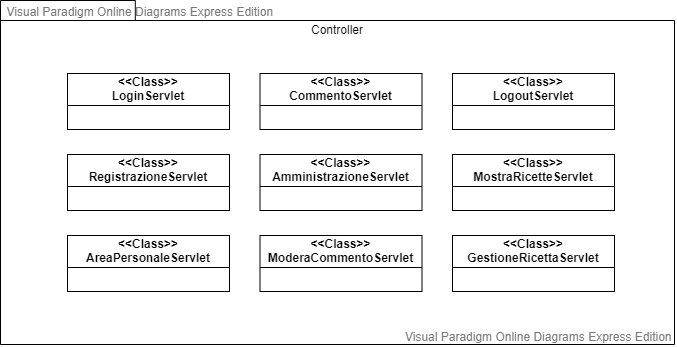 Visual Paradigm Online Diagrams Express Edition
Controller
<<Class>>
LoginServlet
<<Class>>
CommentoServlet
<<Class>>
LogoutServlet
<<Class>>
RegistrazioneServlet
<<Class>>
AmministrazioneServlet
<<Class>>
MostraRicetteServlet
<<Class>>
AreaPersonaleServlet
<<Class>>
ModeraCommentoServlet
<<Class>>
GestioneRicettaServlet
Visual Paradigm Online Diagrams Express Edition